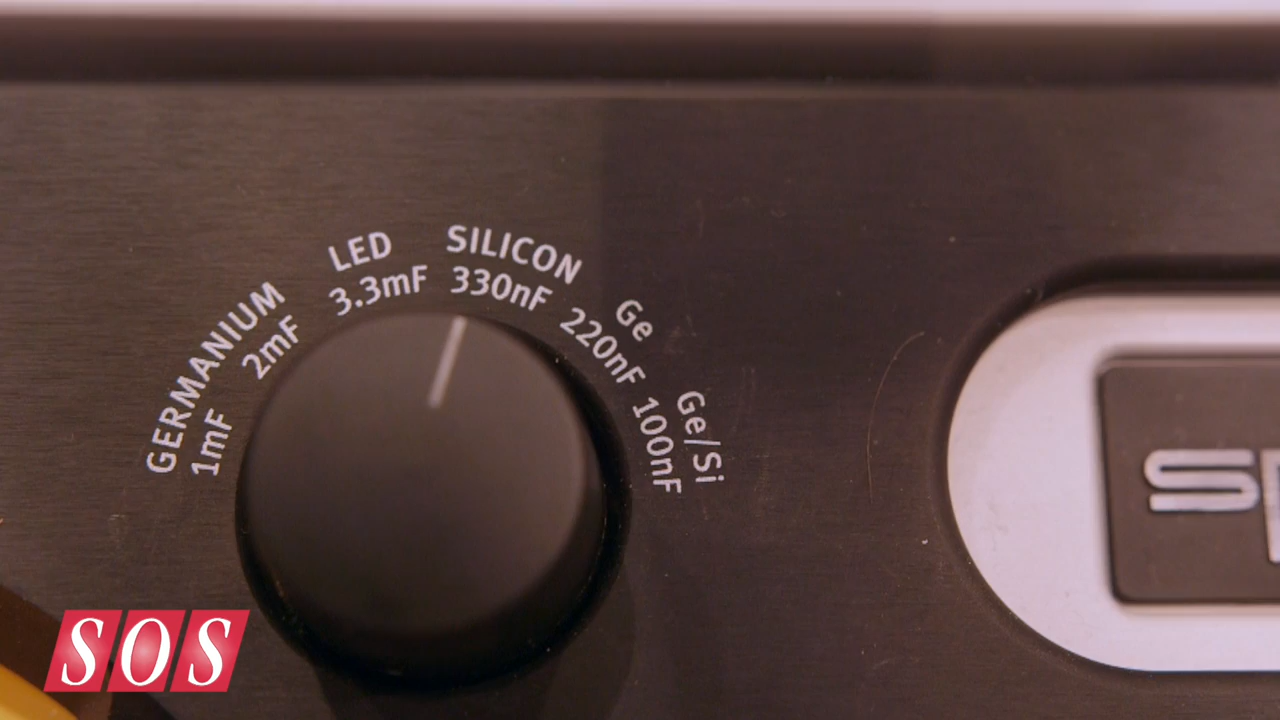 GERMANIUM
1mF
2mF
LED
3.3mF
SILICON
330nF
Ge
220nF
Ge/Si
100nF
SOS